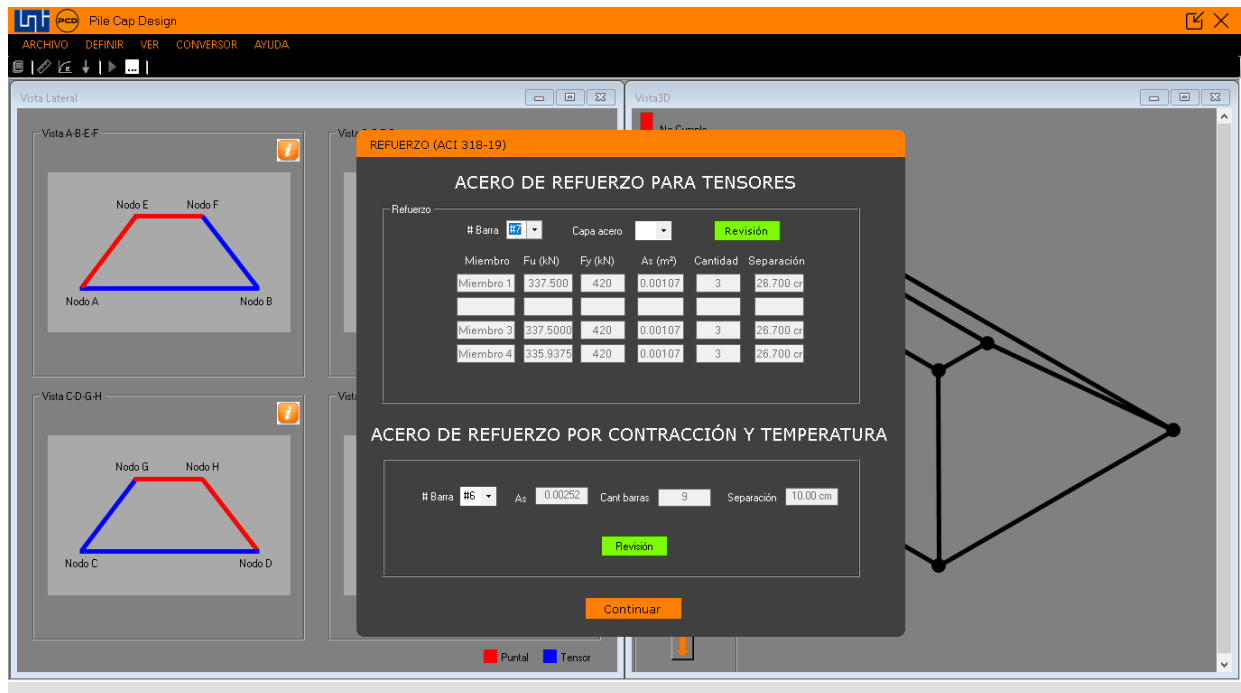 PCD Pile Cap Design
ARCHIVO DEFINIR VER CONVERSOR AYUDA
Vista Lateral
Vista3D
Vista A-B-E-F
No Cumple
Nodo E Nodo F
Nodo A Nodo B
Vista C-D-G-H
Nodo G Nodo H
Nodo C Nodo D
Puntal Tensor
REFUERZO (ACI 318-19)
ACERO DE REFUERZO PARA TENSORES
Refuerzo
# Barra #7 Capa acero Revisión
Miembro Fu (kN) Fy (kN) As (m²) Cantidad Separación
Miembro 1 337.500 420 0.00107 3 26.700 cr
Miembro 3 337.5000 420 0.00107 3 26.700 cr
Miembro 4 335.9375 420 0.00107 3 26.700 cr
ACERO DE REFUERZO POR CONTRACCIÓN Y TEMPERATURA
# Barra #6 As 0.00252 Cant barras 9 Separación 10.00 cm
Revisión
Continuar